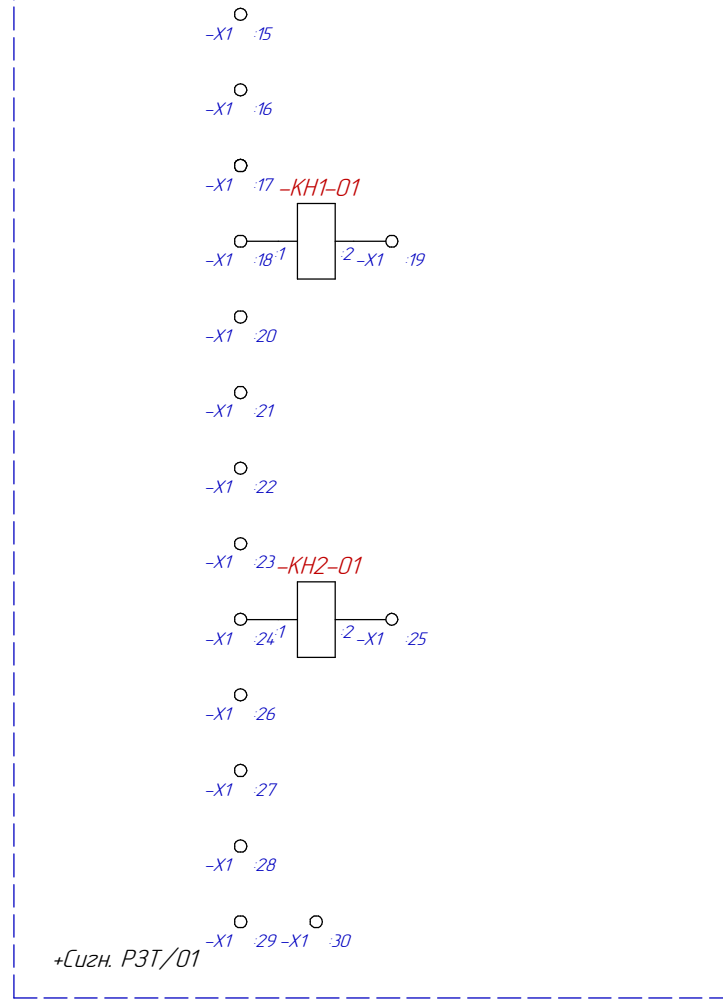 -X1 :15
-X1 :16
-X1 :17 -KH1-01
-X1 :18 :1 :2 -X1 :19
-X1 :20
-X1 :21
-X1 :22
-X1 :23 -KH2-01
-X1 :24 :1 :2 -X1 :25
-X1 :26
-X1 :27
-X1 :28
-X1 :29 -X1 :30
+Сигн. РЗТ/01